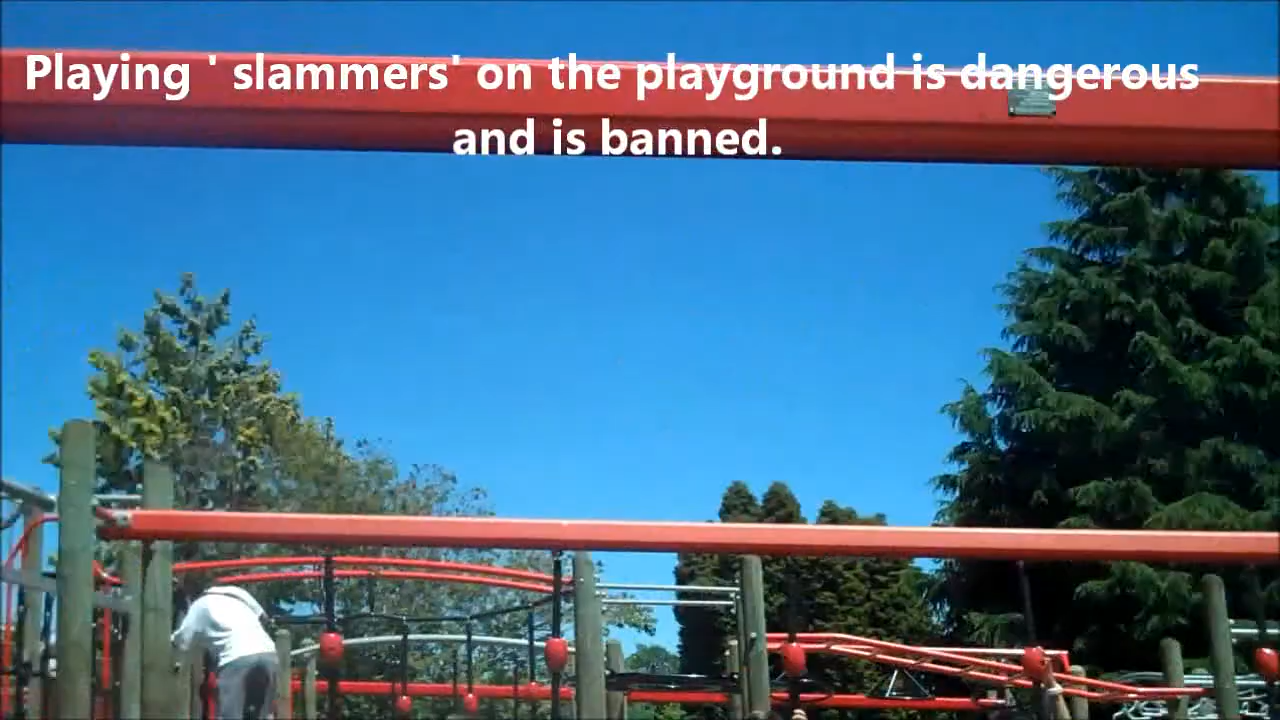 Playing ' slammers' on the playground is dangerous
and is banned.